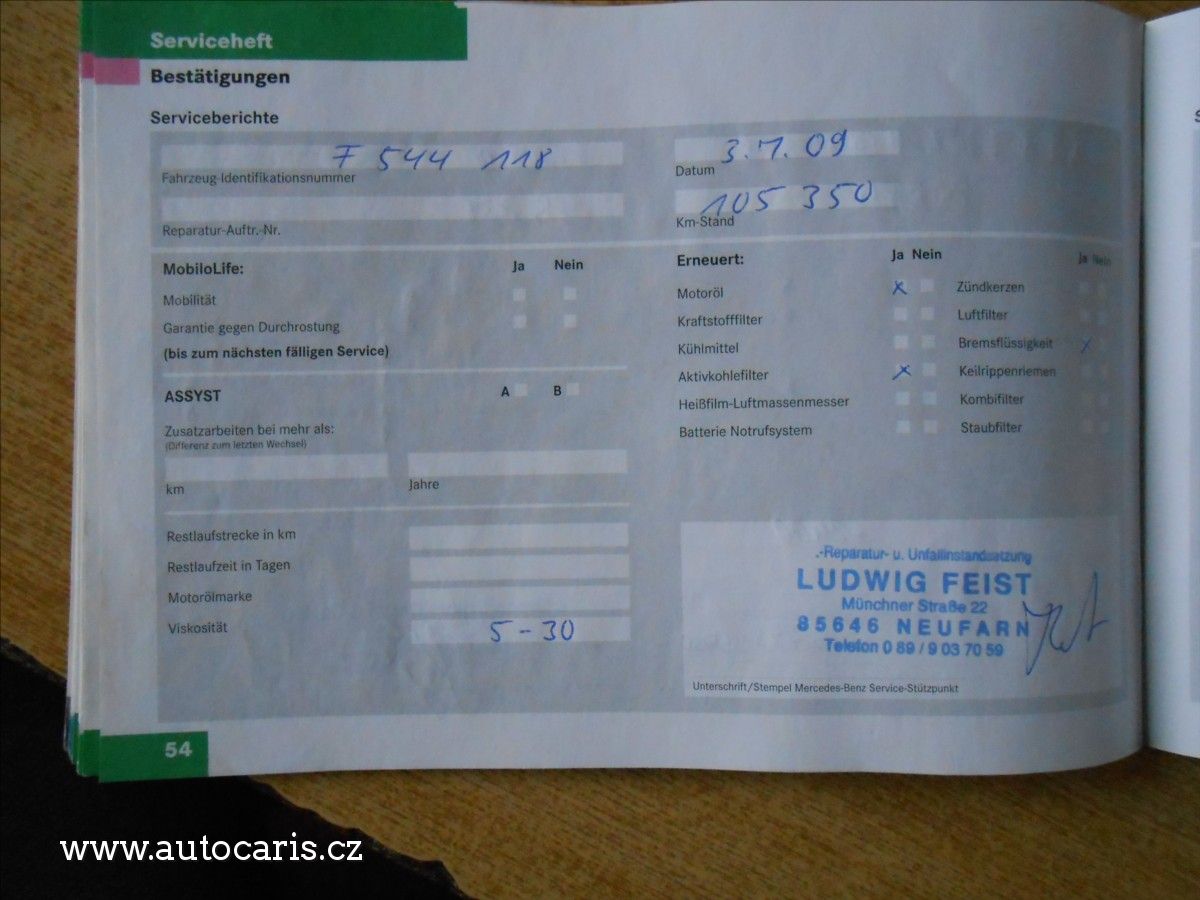 Serviceheft
Bestätigungen
Serviceberichte
F 544 118
Fahrzeug-Identifikationsnummer
3.7.09
Datum
Reparatur-Auftr.-Nr.
105 350
Km-Stand
MobiloLife: Ja Nein
Mobilität
Garantie gegen Durchrostung
(bis zum nächsten fälligen Service)
ASSYST A B
Zusatzarbeiten bei mehr als:
(Differenz zum letzten Wechsel)
km Jahre
Restlaufstrecke in km
Restlaufzeit in Tagen
Motorölmarke
Viskosität 5-30
Erneuert: Ja Nein Ja Nein
Motoröl x Zündkerzen
Kraftstofffilter Luftfilter
Kühlmittel Bremsflüssigkeit x
Aktivkohlefilter x Keilrippenriemen
Heißfilm-Luftmassenmesser Kombifilter
Batterie Notrufsystem Staubfilter
.-Reparatur- u. Unfallinstandsetzung
LUDWIG FEIST
Münchner Straße 22
85646 NEUFARN
Telefon 0 89 / 9 03 70 59
Unterschrift/Stempel Mercedes-Benz Service-Stützpunkt
54
www.autocaris.cz